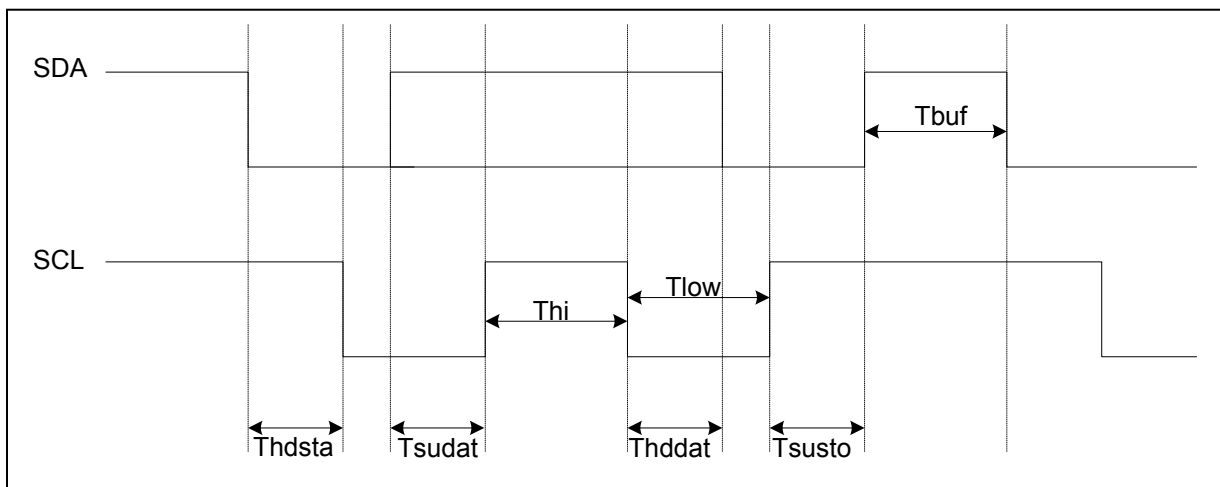 SDA
Tbuf
SCL
Tlow
Thi
Thdsta
Tsudat
Thddat
Tsusto